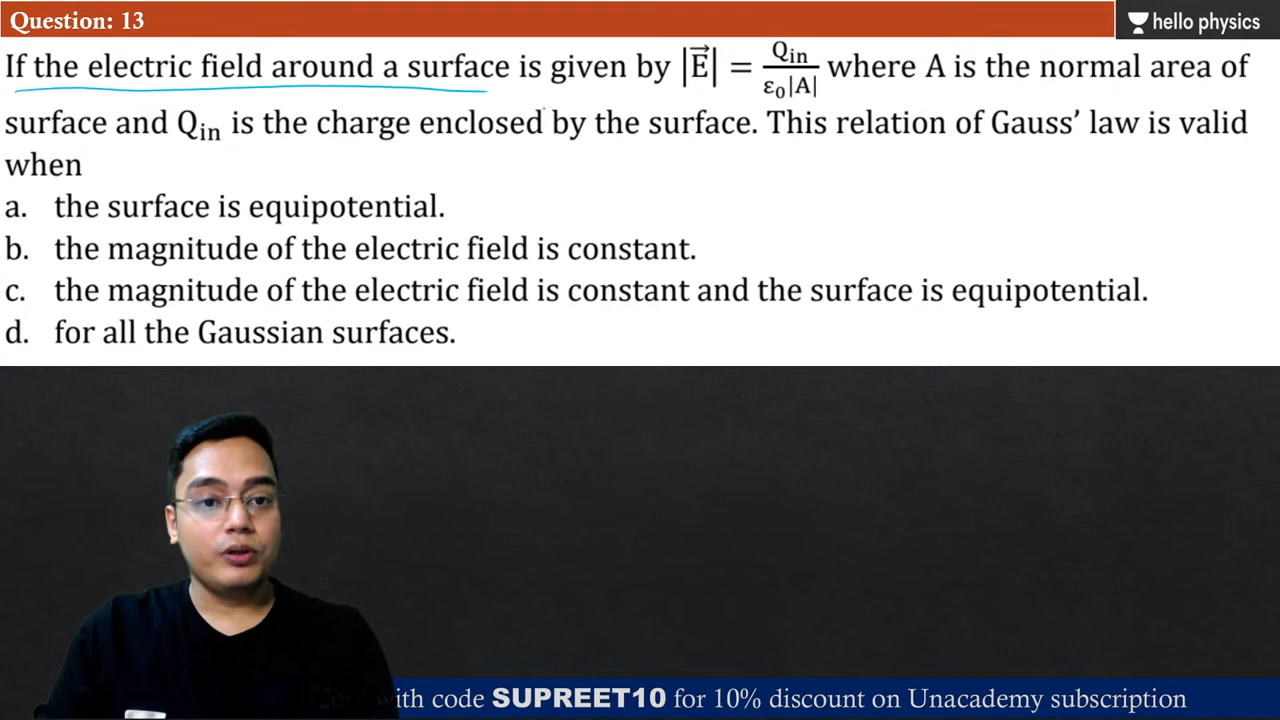 Question: 13
hello physics
If the electric field around a surface is given by |E⃗| = Q_in / ε₀|A| where A is the normal area of
surface and Q_in is the charge enclosed by the surface. This relation of Gauss’ law is valid
when
a. the surface is equipotential.
b. the magnitude of the electric field is constant.
c. the magnitude of the electric field is constant and the surface is equipotential.
d. for all the Gaussian surfaces.
with code SUPREET10 for 10% discount on Unacademy subscription